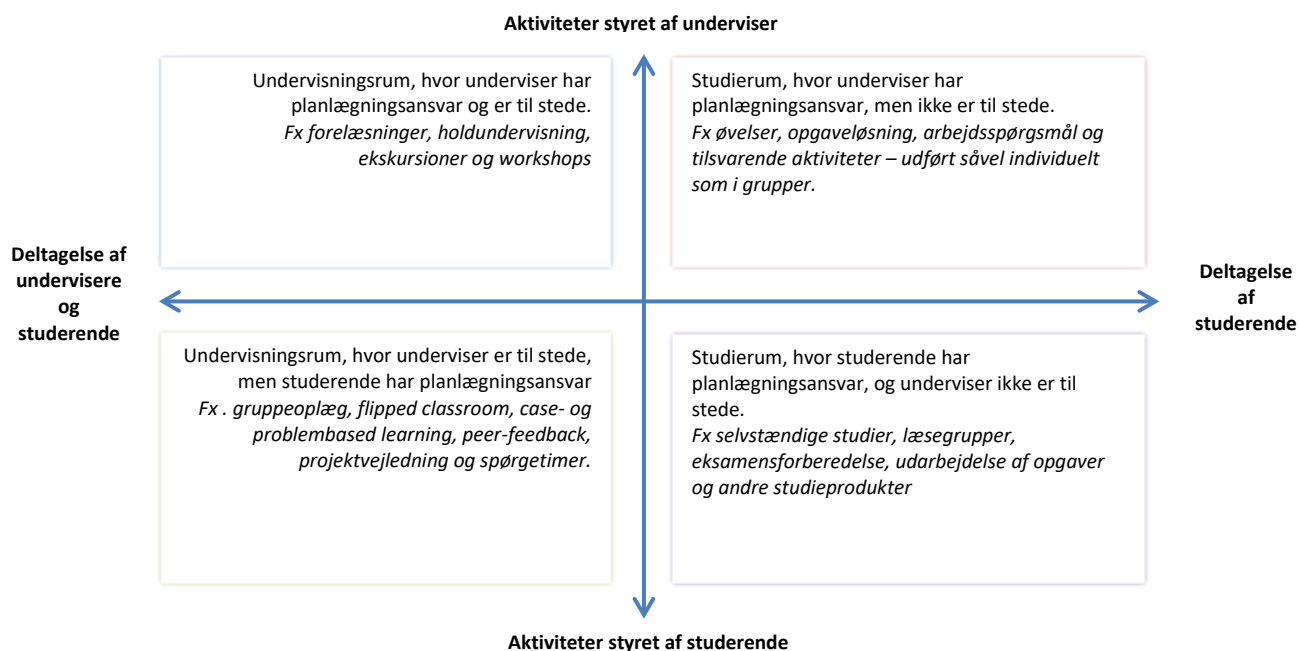 Aktiviteter styret af underviser
Undervisningsrum, hvor underviser har
planlægningsansvar og er til stede.
Fx forelæsninger, holdundervisning,
ekskursioner og workshops
Studierum, hvor underviser har
planlægningsansvar, men ikke er til stede.
Fx øvelser, opgaveløsning, arbejdsspørgsmål og
tilsvarende aktiviteter – udført såvel individuelt
som i grupper.
Deltagelse af
undervisere
og
studerende
Deltagelse
af
studerende
Undervisningsrum, hvor underviser er til stede,
men studerende har planlægningsansvar
Fx . gruppeoplæg, flipped classroom, case- og
problembased learning, peer-feedback,
projektvejledning og spørgetimer.
Studierum, hvor studerende har
planlægningsansvar, og underviser ikke er til
stede.
Fx selvstændige studier, læsegrupper,
eksamensforberedelse, udarbejdelse af opgaver
og andre studieprodukter
Aktiviteter styret af studerende